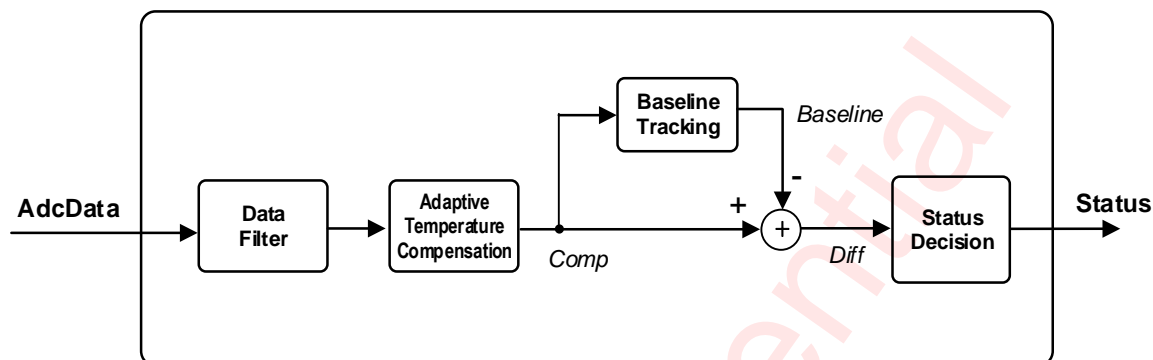 Baseline
Tracking
Baseline
-
AdcData
Data
Filter
Adaptive
Temperature
Compensation
Comp
+
+
Diff
Status
Decision
Status